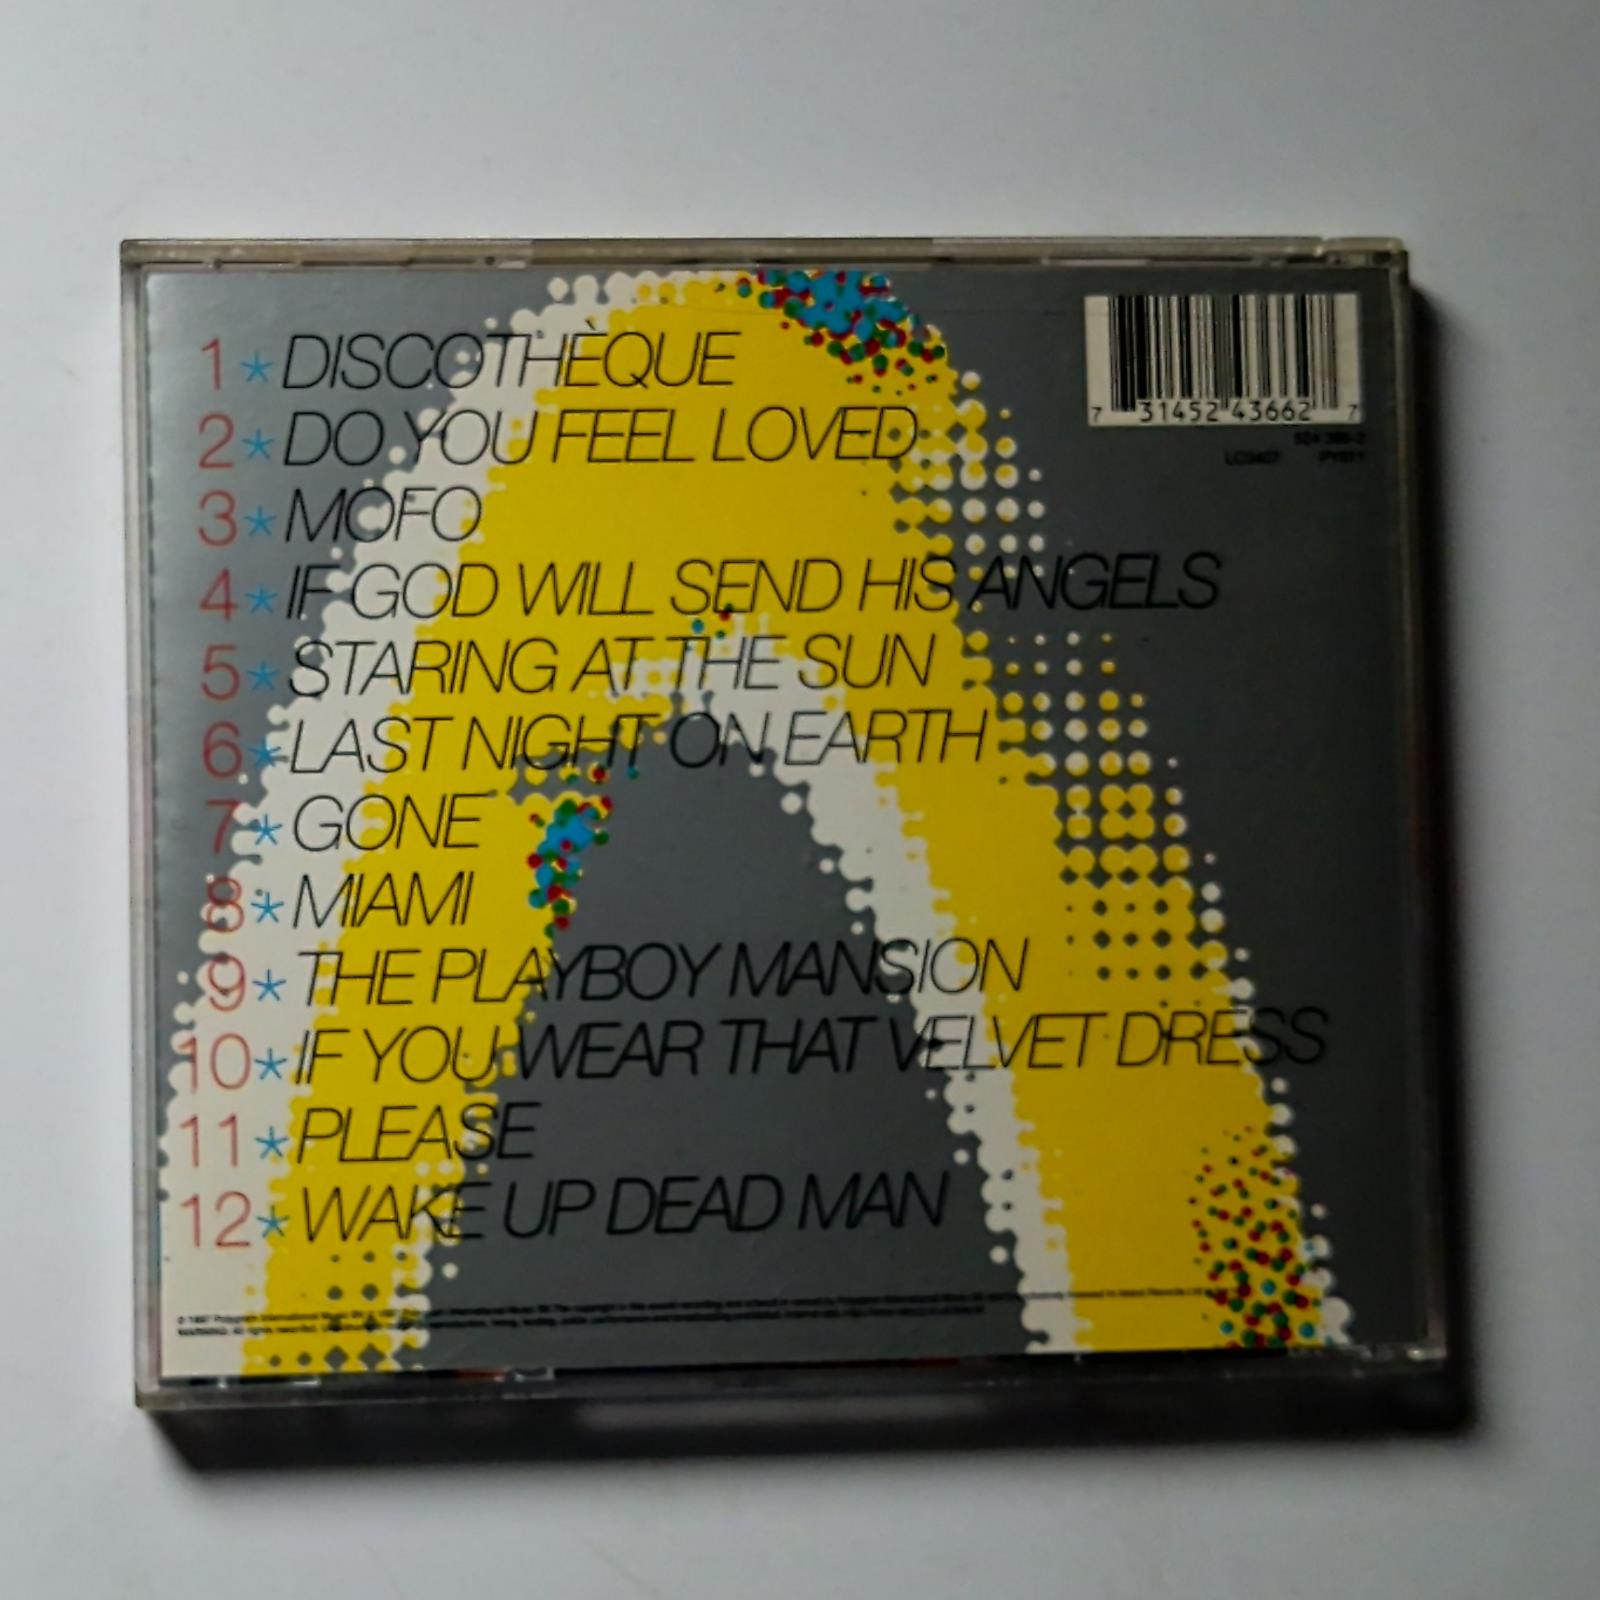 1*DISCOTHÈQUE
2*DO YOU FEEL LOVED
3*MOFO
4*IF GOD WILL SEND HIS ANGELS
5*STARING AT THE SUN
6*LAST NIGHT ON EARTH
7*GONE
8*MIAMI
9*THE PLAYBOY MANSION
10*IF YOU WEAR THAT VELVET DRESS
11*PLEASE
12*WAKE UP DEAD MAN
7 31452 43662 7